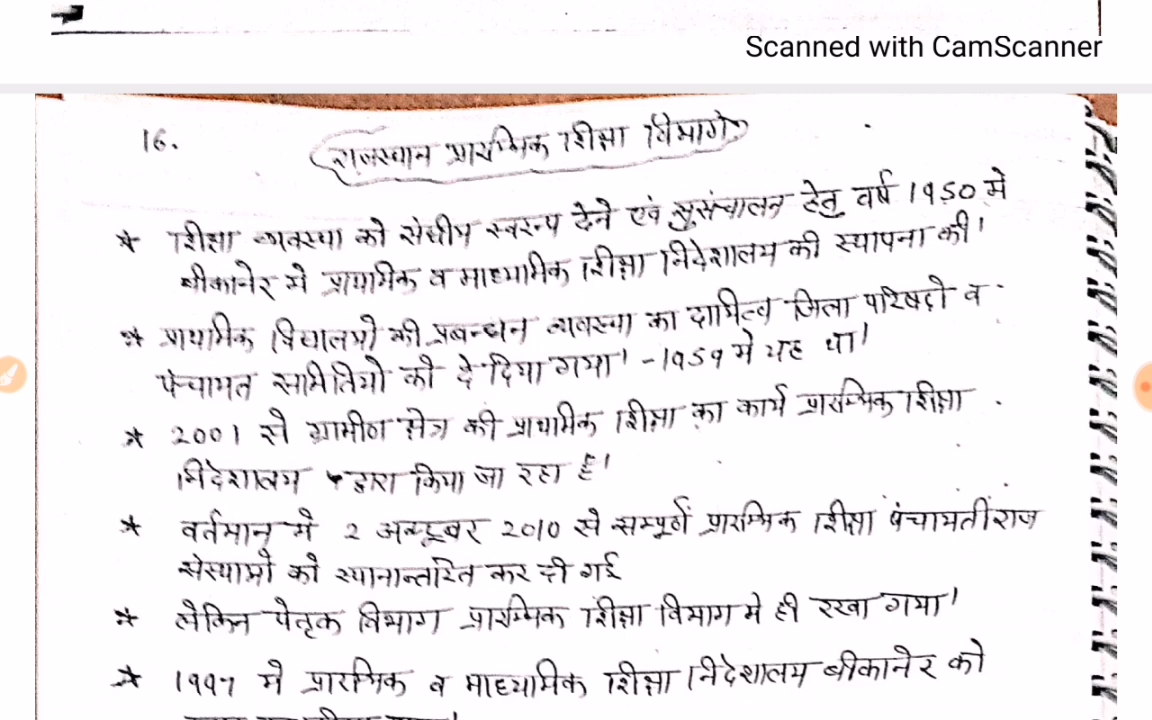 Scanned with CamScanner
16.
राजस्थान प्रारम्भिक शिक्षा विभाग
* शिक्षा व्यवस्था को संघीय स्वरूप देने एवं सुसंचालन हेतु वर्ष 1950 मे
बीकानेर मे प्राथमिक व माध्यामिक शिक्षा निदेशालय की स्थापना की।
* प्राथमिक विधालयो की प्रबन्धन व्यवस्था का दायित्व जिला परिषदो व
पंचायत समितियो को दे दिया गया। - 1959 मे यह था।
* 2001 से ग्रामीण क्षेत्र की प्राथमिक शिक्षा का कार्य प्रारम्भिक शिक्षा
निदेशालय द्वारा किया जा रहा है।
* वर्तमान मे 2 अक्टूबर 2010 से सम्पूर्ण प्रारम्भिक शिक्षा पंचायतीराज
संस्थाओ को स्थानान्तरित कर दी गई
* लेकिन पेतृक विभाग प्रारम्भिक शिक्षा विभाग मे ही रखा गया।
* 1997 मे प्रारम्भिक व माध्यामिक शिक्षा निदेशालय बीकानेर को